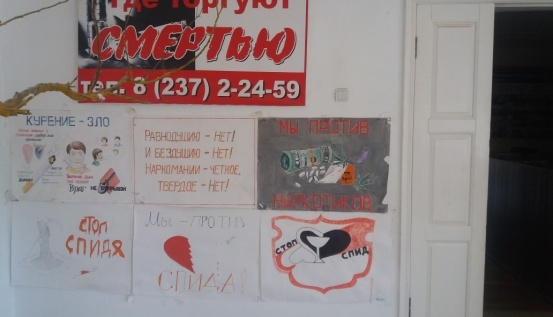 где торгуют
СМЕРТЬЮ
тел. 8 (237) 2-24-59
КУРЕНИЕ - ЗЛО
РАВНОДУШИЮ - НЕТ!
И БЕЗДУШИЮ - НЕТ!
НАРКОМАНИИ - ЧЕТКОЕ,
ТВЕРДОЕ - НЕТ!
МЫ ПРОТИВ
НАРКОТИКОВ
СТОП
СПИДЯ
МЫ - ПРОТИВ
СПИДА!
СТОП СПИД